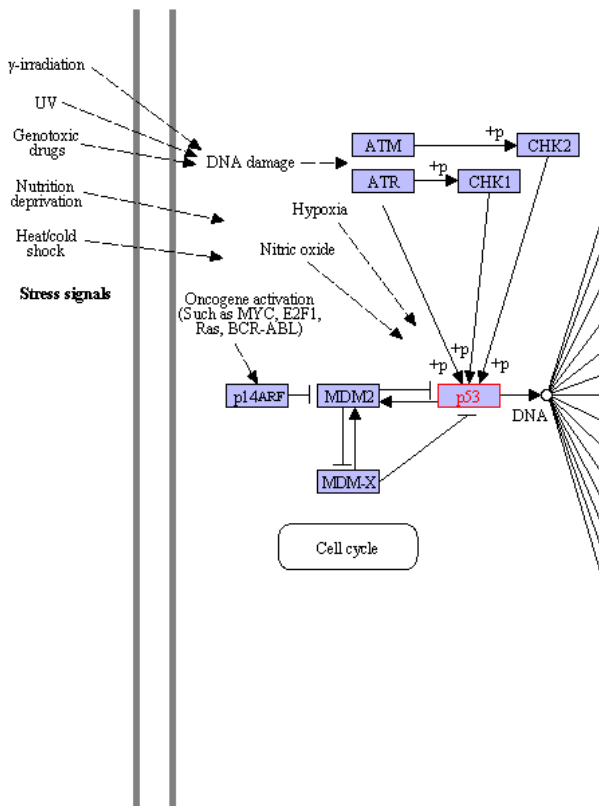 γ-irradiation
UV
Genotoxic
drugs
DNA damage
Nutrition
deprivation
Heat/cold
shock
Stress signals
ATM
+p
CHK2
ATR
+p
CHK1
Hypoxia
Nitric oxide
Oncogene activation
(Such as MYC, E2F1,
Ras, BCR-ABL)
+p
+p
+p
p14ARF
MDM2
p53
DNA
MDM-X
Cell cycle